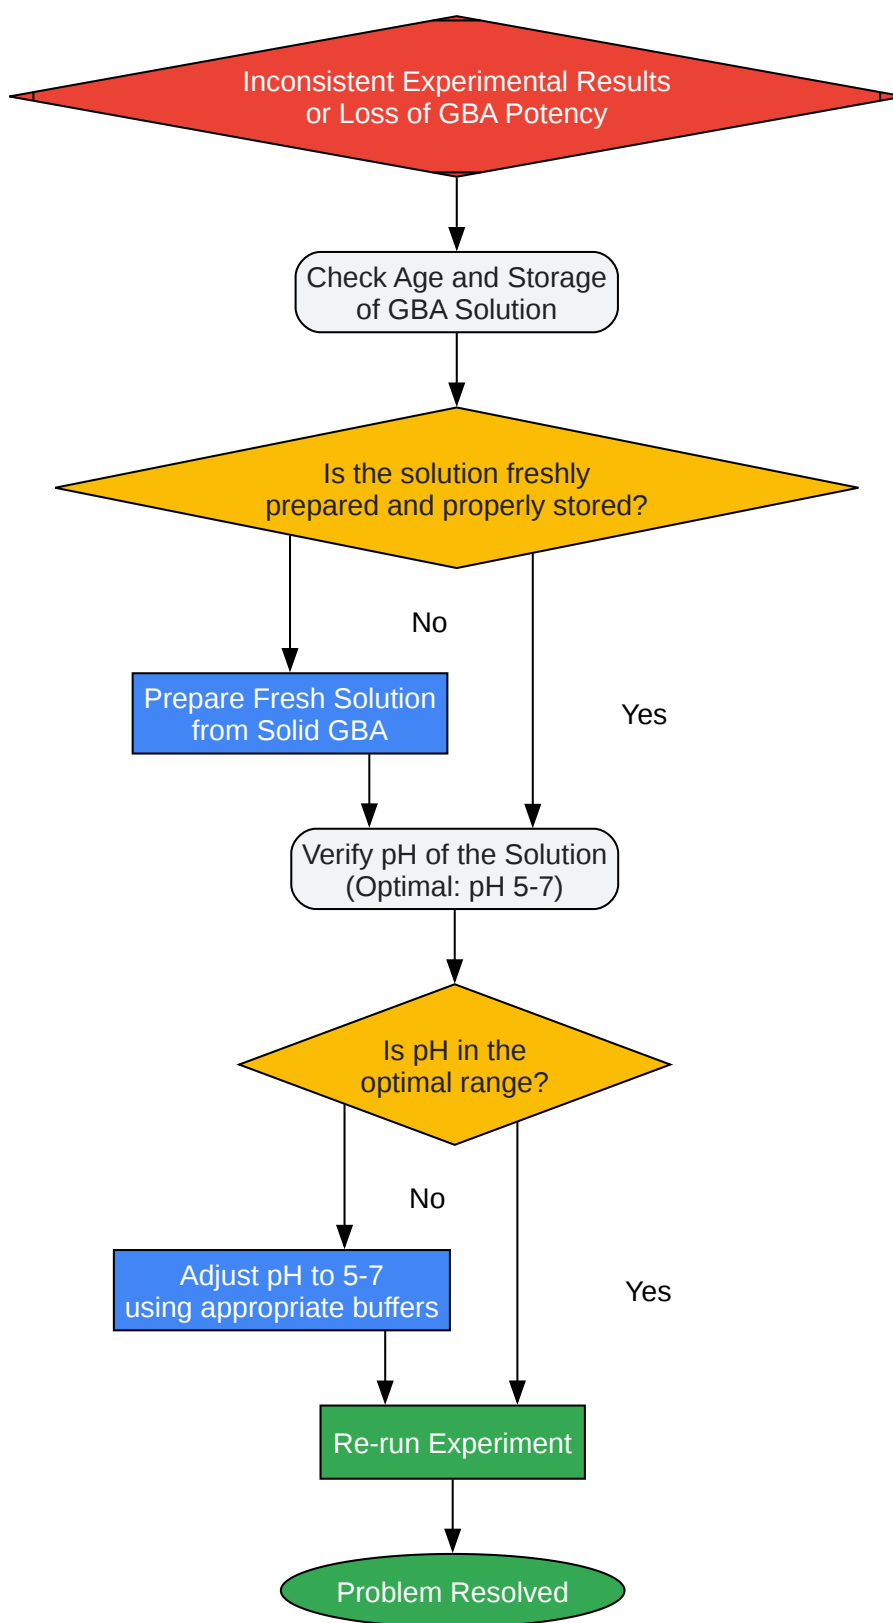 Inconsistent Experimental Results
or Loss of GBA Potency
Check Age and Storage
of GBA Solution
Is the solution freshly
prepared and properly stored?
No
Prepare Fresh Solution
from Solid GBA
Yes
Verify pH of the Solution
(Optimal: pH 5-7)
Is pH in the
optimal range?
No
Adjust pH to 5-7
using appropriate buffers
Yes
Re-run Experiment
Problem Resolved